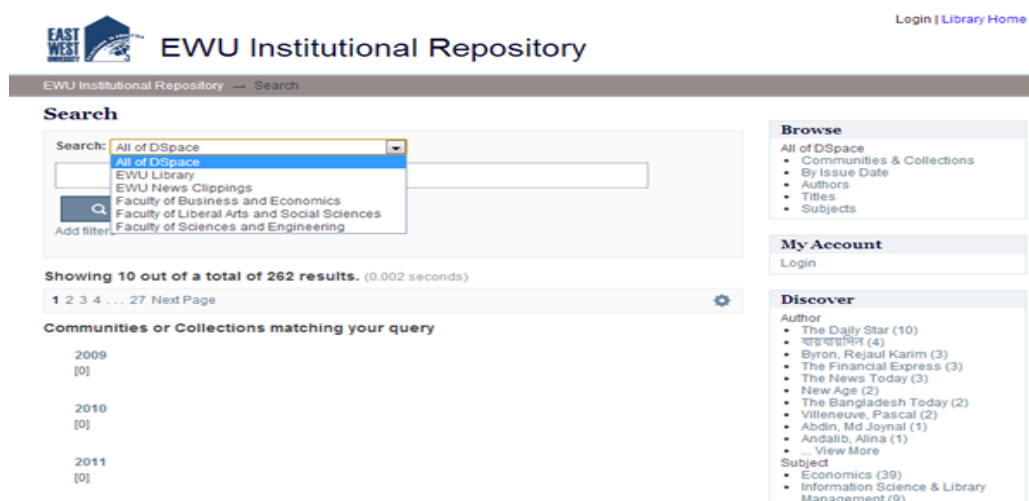 Login | Library Home
EAST
WEST
UNIVERSITY
EWU Institutional Repository
EWU Institutional Repository → Search
Search
Search: All of DSpace
All of DSpace
EWU Library
EWU News Clippings
Faculty of Business and Economics
Faculty of Liberal Arts and Social Sciences
Faculty of Sciences and Engineering
Add filter
Showing 10 out of a total of 262 results. (0.002 seconds)
1 2 3 4 ... 27 Next Page
Communities or Collections matching your query
2009
[0]
2010
[0]
2011
[0]
Browse
All of DSpace
• Communities & Collections
• By Issue Date
• Authors
• Titles
• Subjects
My Account
Login
Discover
Author
• The Daily Star (10)
• যায়যায়দিন (4)
• Byron, Rejaul Karim (3)
• The Financial Express (3)
• The News Today (3)
• New Age (2)
• The Bangladesh Today (2)
• Villeneuve, Pascal (2)
• Abdin, Md Joynal (1)
• Andalib, Alina (1)
• ... View More
Subject
• Economics (39)
• Information Science & Library
Management (9)